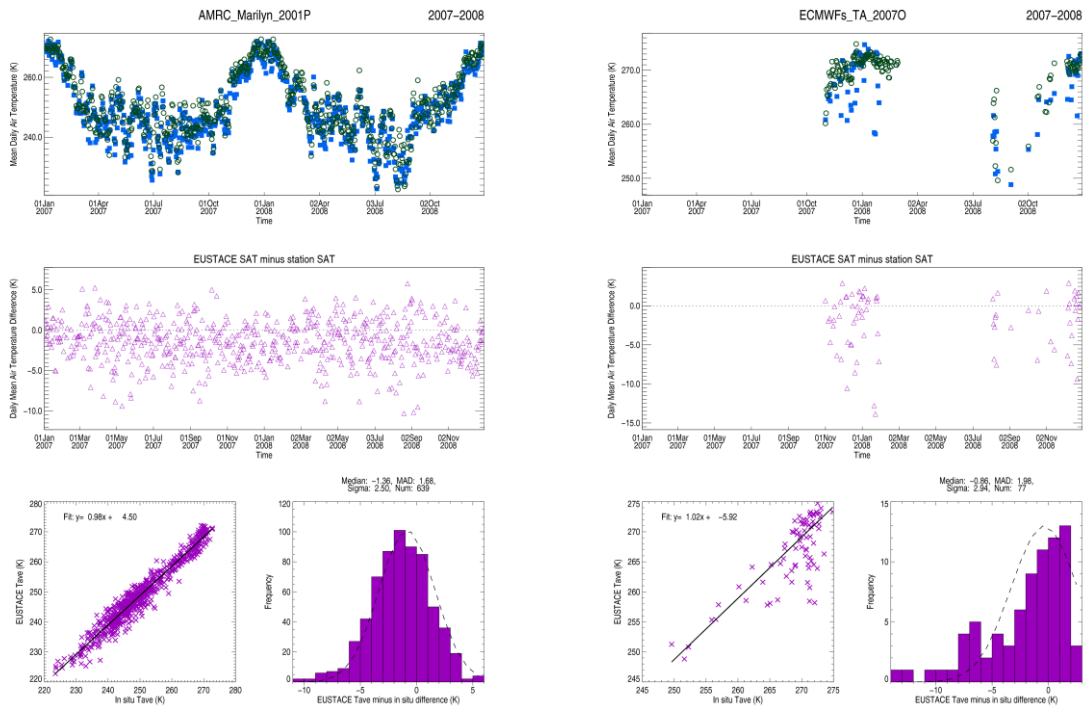 AMRC_Marilyn_2001P 2007-2008
Mean Daily Air Temperature (K)
260.0
240.0
01Jan 2007
01Apr 2007
01Jul 2007
01Oct 2007
01Jan 2008
02Apr 2008
03Jul 2008
02Oct 2008
Time
EUSTACE SAT minus station SAT
Daily Mean Air Temperature Difference (K)
5.0
0.0
-5.0
-10.0
01Jan 2007
01Mar 2007
01May 2007
01Jul 2007
01Sep 2007
01Nov 2007
01Jan 2008
02Mar 2008
02May 2008
02Jul 2008
02Sep 2008
02Nov 2008
Time
Fit: y= 0.98x + 4.50
EUSTACE Tave (K)
280
270
260
250
240
230
220
220 230 240 250 260 270 280
In situ Tave (K)
Median: -1.36, MAD: 1.68,
Sigma: 2.50, Num: 639
Frequency
120
100
80
60
40
20
0
-10 -5 0 5
EUSTACE Tave minus in situ difference (K)
ECMWFs_TA_2007O 2007-2008
Mean Daily Air Temperature (K)
270.0
260.0
250.0
01Jan 2007
01Apr 2007
01Jul 2007
01Oct 2007
01Jan 2008
02Apr 2008
03Jul 2008
02Oct 2008
Time
EUSTACE SAT minus station SAT
Daily Mean Air Temperature Difference (K)
0.0
-5.0
-10.0
-15.0
01Jan 2007
01Mar 2007
01May 2007
01Jul 2007
01Sep 2007
01Nov 2007
01Jan 2008
02Mar 2008
02May 2008
02Jul 2008
02Sep 2008
02Nov 2008
Time
Fit: y= 1.02x + -5.92
EUSTACE Tave (K)
275
270
265
260
255
250
245
245 250 255 260 265 270 275
In situ Tave (K)
Median: -0.86, MAD: 1.98,
Sigma: 2.94, Num: 77
Frequency
15
10
5
0
-10 -5 0
EUSTACE Tave minus in situ difference (K)